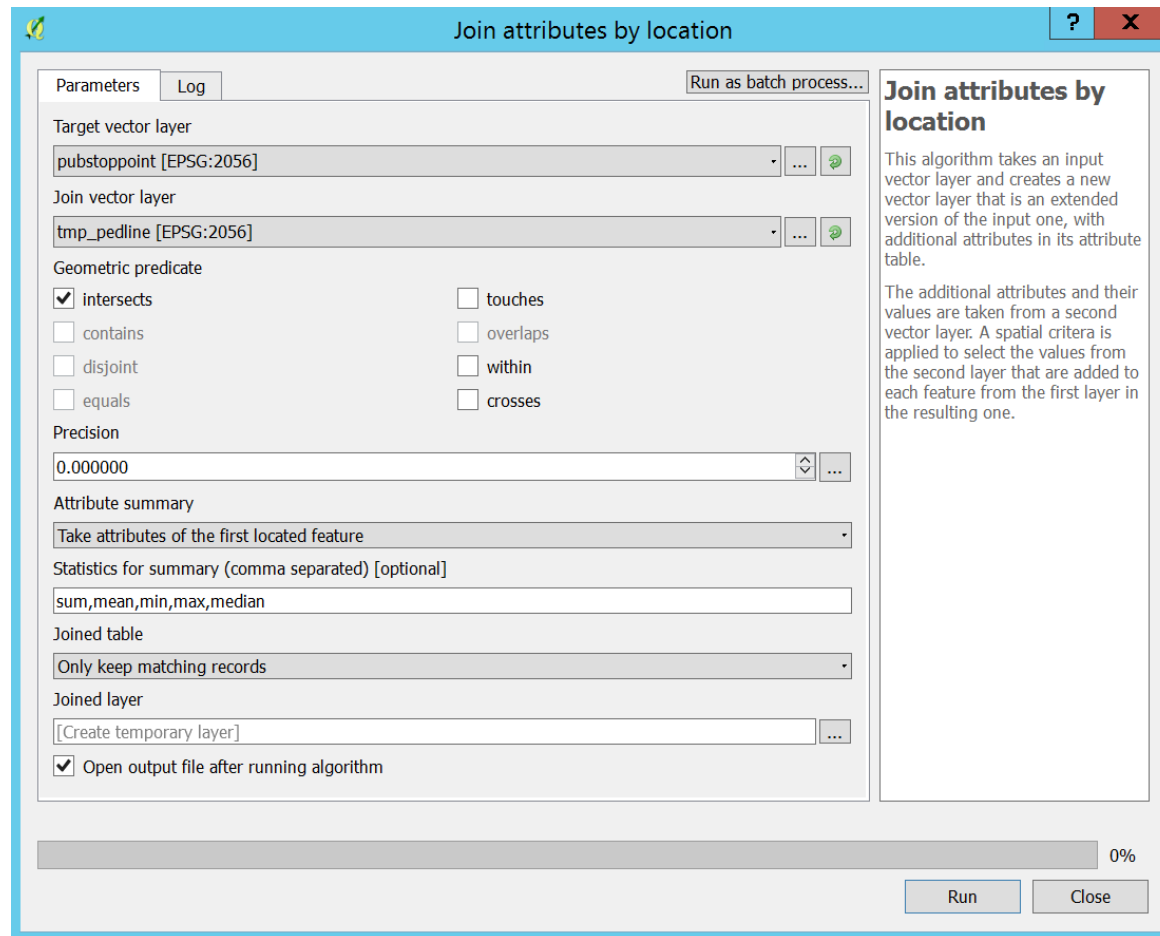 Join attributes by location
?
X
Parameters
Log
Run as batch process...
Target vector layer
pubstoppoint [EPSG:2056]
...
Join vector layer
tmp_pedline [EPSG:2056]
...
Geometric predicate
intersects
touches
contains
overlaps
disjoint
within
equals
crosses
Precision
0.000000
...
Attribute summary
Take attributes of the first located feature
Statistics for summary (comma separated) [optional]
sum,mean,min,max,median
Joined table
Only keep matching records
Joined layer
[Create temporary layer]
...
Open output file after running algorithm
Join attributes by
location
This algorithm takes an input
vector layer and creates a new
vector layer that is an extended
version of the input one, with
additional attributes in its attribute
table.
The additional attributes and their
values are taken from a second
vector layer. A spatial critera is
applied to select the values from
the second layer that are added to
each feature from the first layer in
the resulting one.
0%
Run
Close